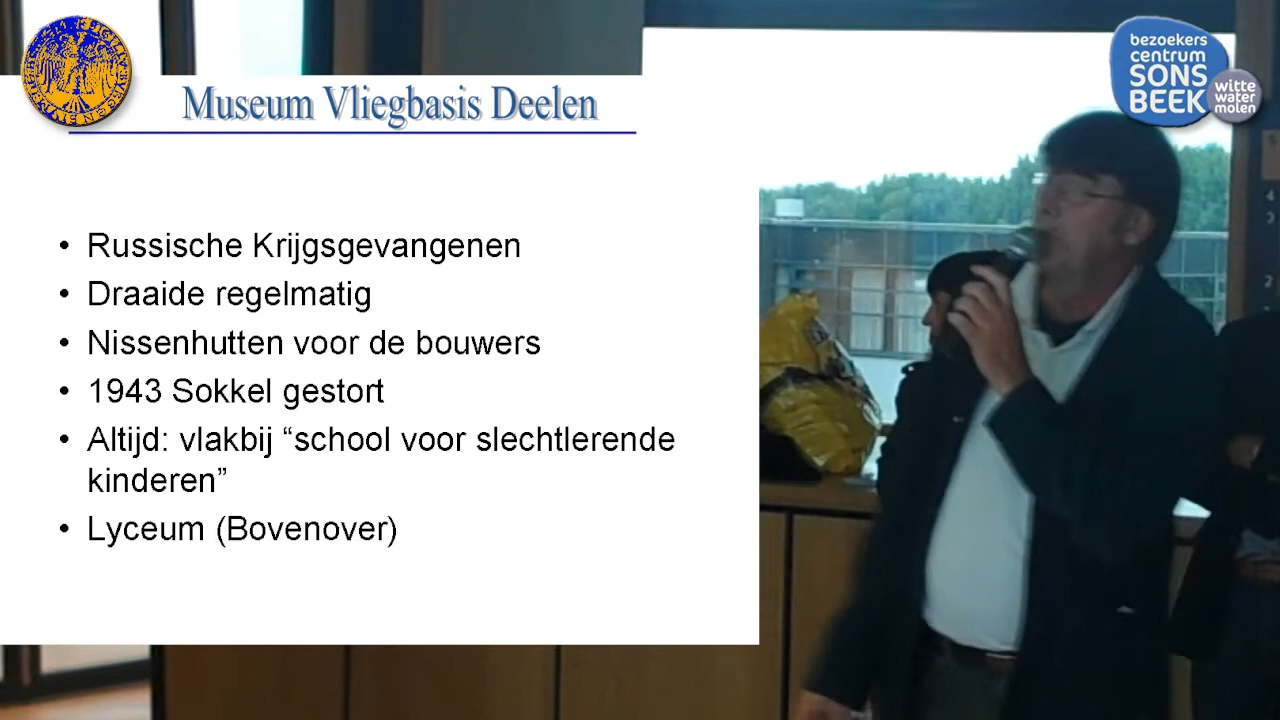 Museum Vliegbasis Deelen
bezoekers
centrum
SONS
BEEK
witte
water
molen
• Russische Krijgsgevangenen
• Draaide regelmatig
• Nissenhutten voor de bouwers
• 1943 Sokkel gestort
• Altijd: vlakbij “school voor slechtlerende
kinderen”
• Lyceum (Bovenover)